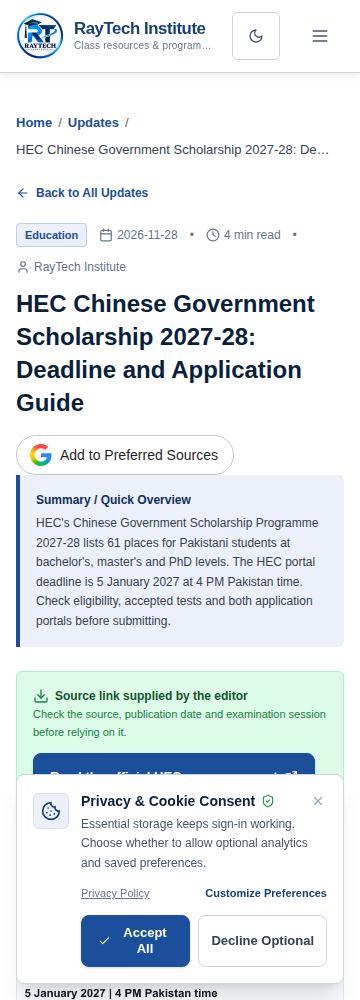 RAYTECH
RayTech Institute
Class resources & program…
Home / Updates /
HEC Chinese Government Scholarship 2027-28: De…
Back to All Updates
Education 2026-11-28 • 4 min read •
RayTech Institute
HEC Chinese Government
Scholarship 2027-28:
Deadline and Application
Guide
Add to Preferred Sources
Summary / Quick Overview
HEC's Chinese Government Scholarship Programme
2027-28 lists 61 places for Pakistani students at
bachelor's, master's and PhD levels. The HEC portal
deadline is 5 January 2027 at 4 PM Pakistan time.
Check eligibility, accepted tests and both application
portals before submitting.
Source link supplied by the editor
Check the source, publication date and examination session
before relying on it.
Privacy & Cookie Consent
Essential storage keeps sign-in working.
Choose whether to allow optional analytics
and saved preferences.
Privacy Policy Customize Preferences
Accept
All
Decline Optional
5 January 2027 | 4 PM Pakistan time